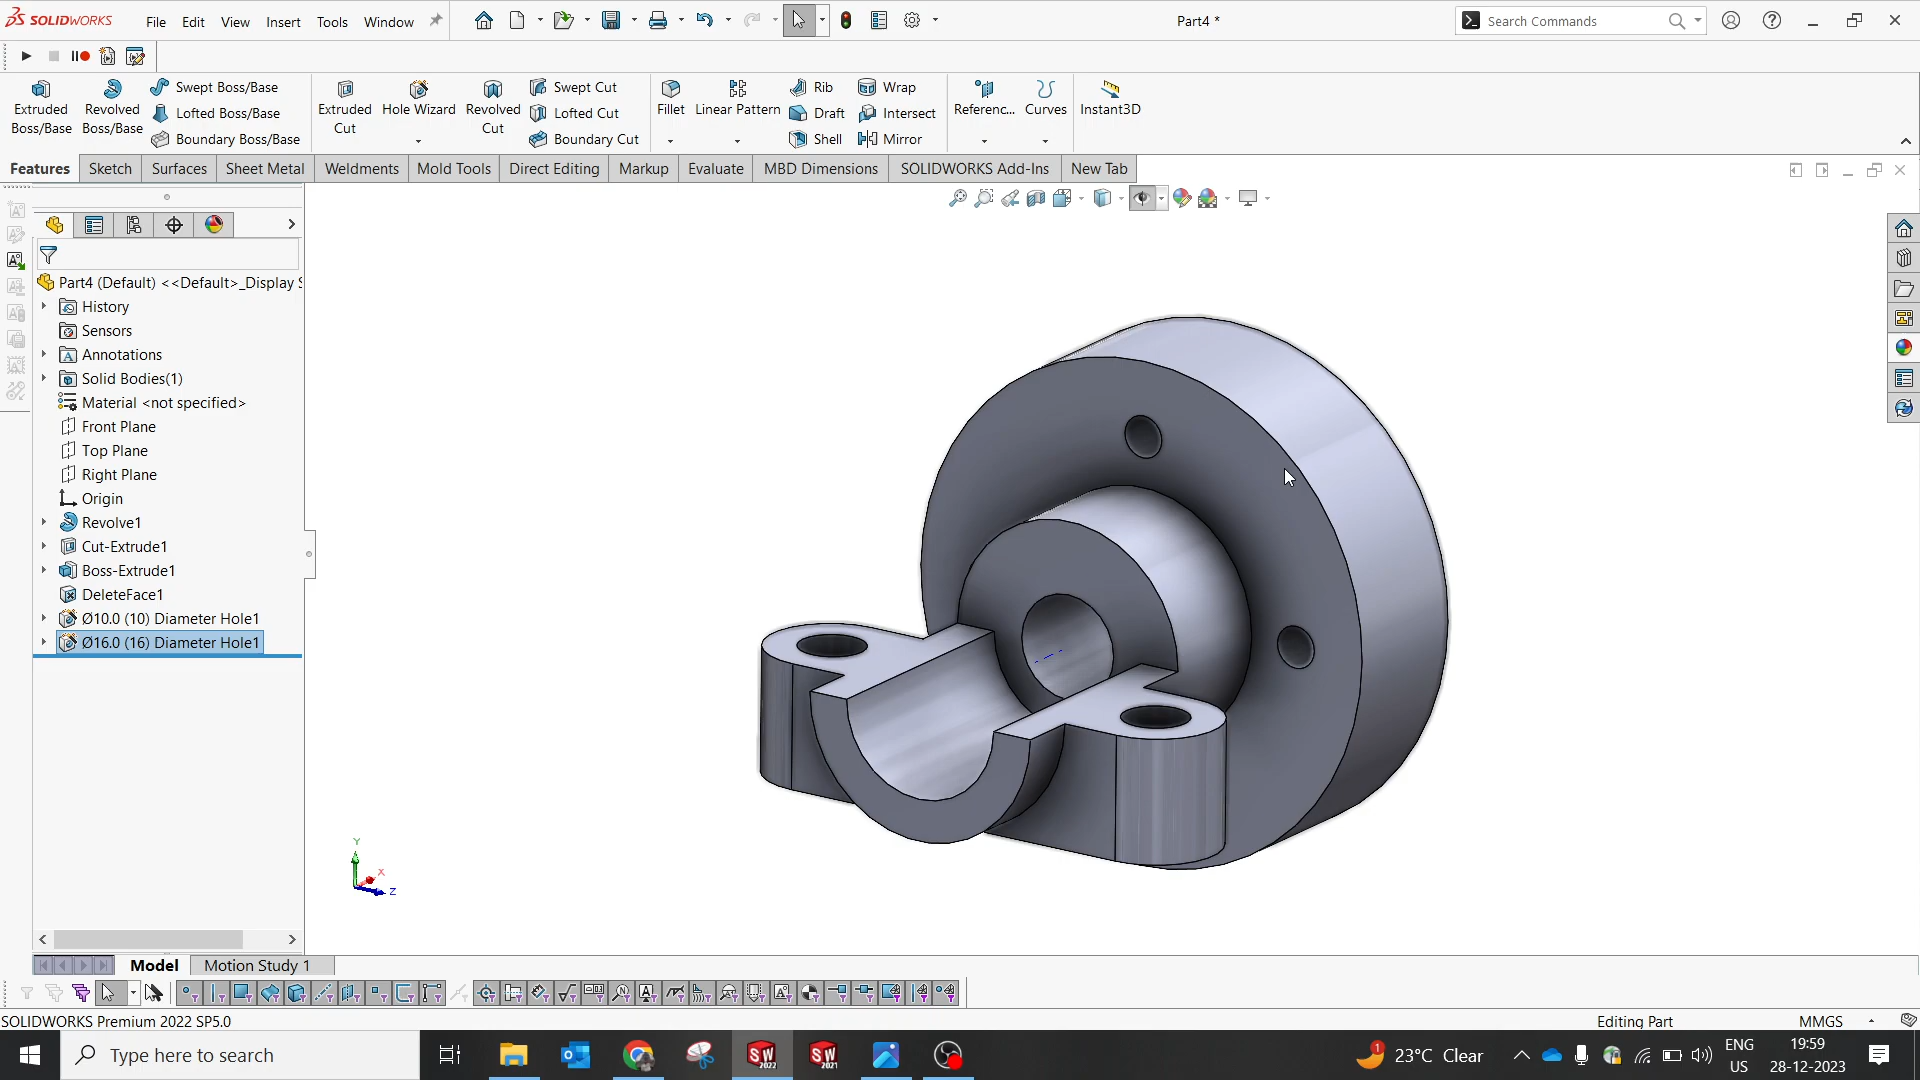 SOLIDWORKS File Edit View Insert Tools Window Part4 * Search Commands
Extruded Boss/Base
Revolved Boss/Base
Swept Boss/Base
Lofted Boss/Base
Boundary Boss/Base
Extruded Cut
Hole Wizard
Revolved Cut
Swept Cut
Lofted Cut
Boundary Cut
Fillet
Linear Pattern
Rib
Draft
Shell
Wrap
Intersect
Mirror
Referenc...
Curves
Instant3D
Features Sketch Surfaces Sheet Metal Weldments Mold Tools Direct Editing Markup Evaluate MBD Dimensions SOLIDWORKS Add-Ins New Tab
Part4 (Default) <<Default>_Display S
History
Sensors
Annotations
Solid Bodies(1)
Material <not specified>
Front Plane
Top Plane
Right Plane
Origin
Revolve1
Cut-Extrude1
Boss-Extrude1
DeleteFace1
Ø10.0 (10) Diameter Hole1
Ø16.0 (16) Diameter Hole1
Y
X
Z
Model Motion Study 1
SOLIDWORKS Premium 2022 SP5.0 Editing Part MMGS
Type here to search
SW 2022
SW 2021
1
23°C Clear
ENG
US
19:59
28-12-2023